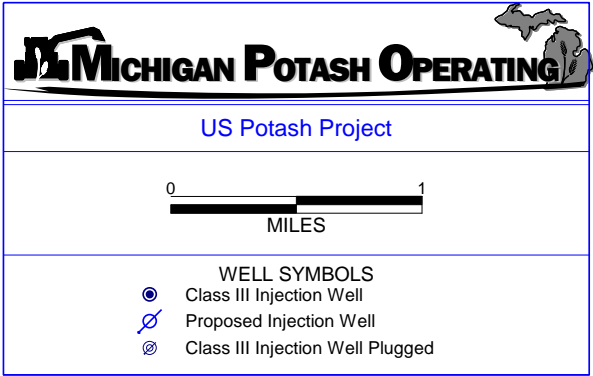 MICHIGAN POTASH OPERATING
US Potash Project
0 1
MILES
WELL SYMBOLS
Class III Injection Well
Proposed Injection Well
Class III Injection Well Plugged